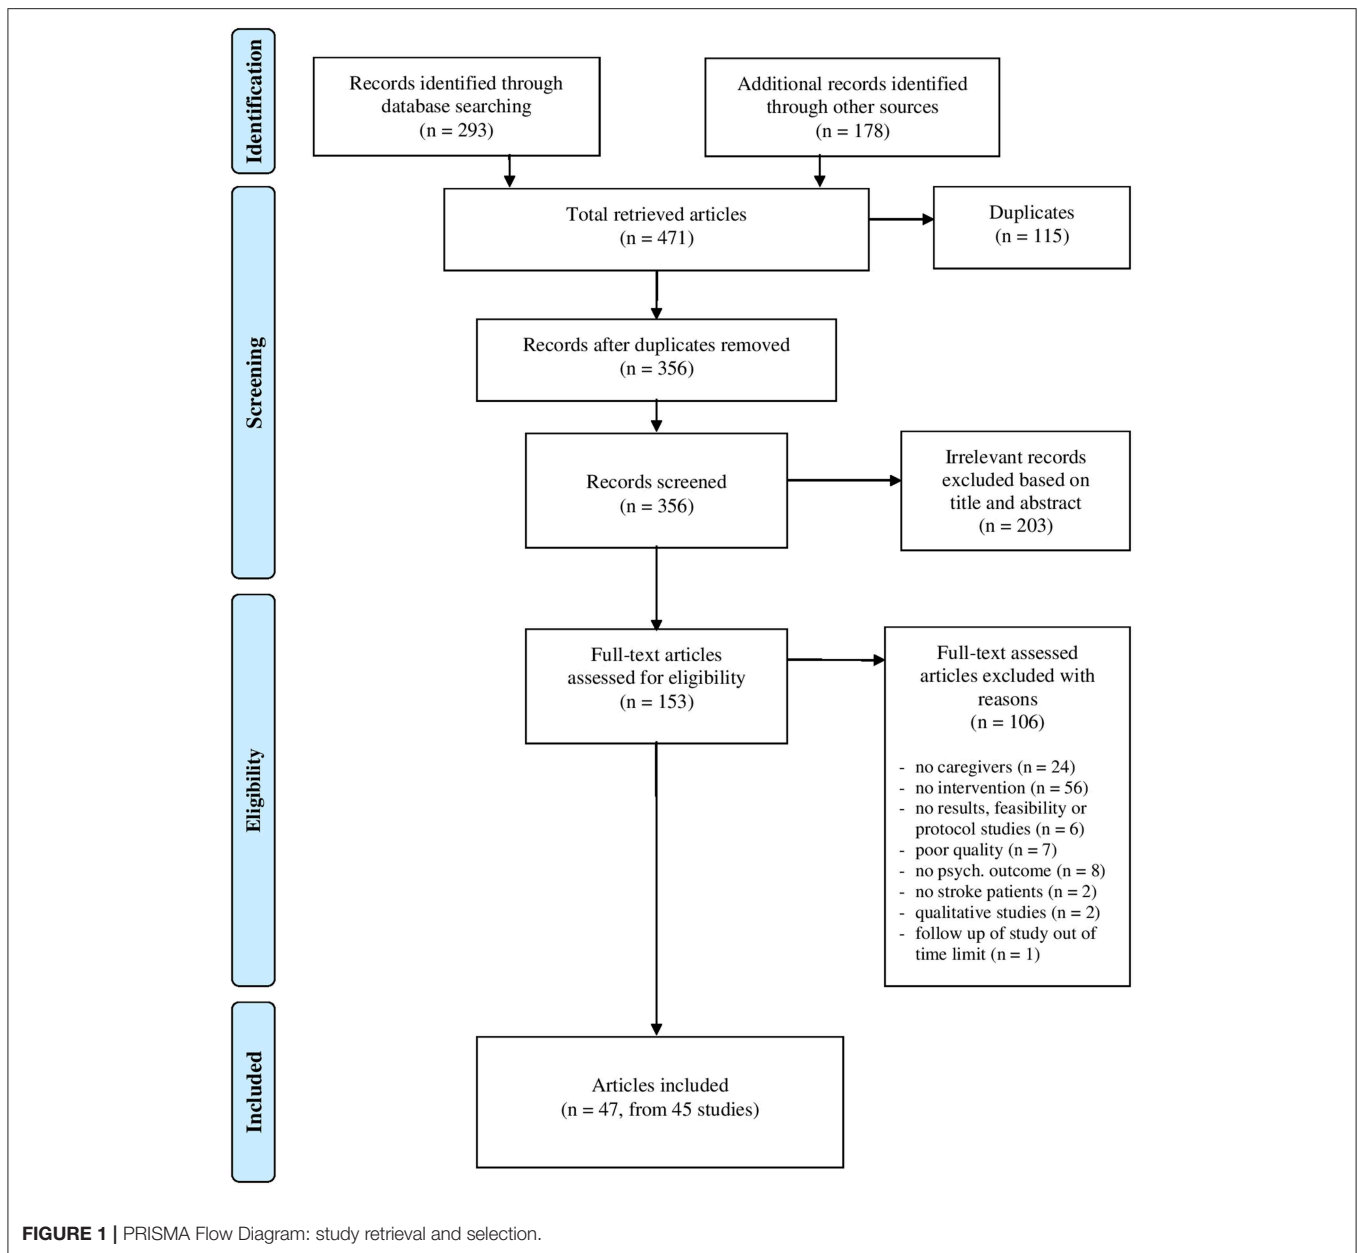 Identification
Records identified through
database searching
(n = 293)
Additional records identified
through other sources
(n = 178)
Screening
Total retrieved articles
(n = 471)
Duplicates
(n = 115)
Records after duplicates removed
(n = 356)
Records screened
(n = 356)
Irrelevant records
excluded based on
title and abstract
(n = 203)
Eligibility
Full-text articles
assessed for eligibility
(n = 153)
Full-text assessed
articles excluded with
reasons
(n = 106)
- no caregivers (n = 24)
- no intervention (n = 56)
- no results, feasibility or
protocol studies (n = 6)
- poor quality (n = 7)
- no psych. outcome (n = 8)
- no stroke patients (n = 2)
- qualitative studies (n = 2)
- follow up of study out of
time limit (n = 1)
Included
Articles included
(n = 47, from 45 studies)
FIGURE 1 | PRISMA Flow Diagram: study retrieval and selection.